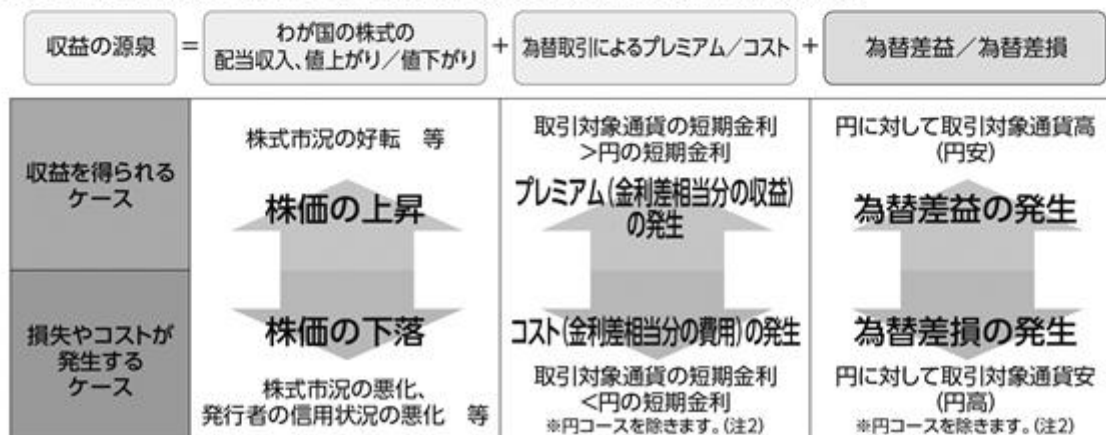 収益の源泉
=
わが国の株式の
配当収入、値上がり/値下がり
+
為替取引によるプレミアム/コスト
+
為替差益/為替差損
収益を得られる
ケース
株式市況の好転 等
株価の上昇
取引対象通貨の短期金利
>円の短期金利
プレミアム(金利差相当分の収益)
の発生
円に対して取引対象通貨高
(円安)
為替差益の発生
損失やコストが
発生する
ケース
株価の下落
株式市況の悪化、
発行者の信用状況の悪化 等
コスト(金利差相当分の費用)の発生
取引対象通貨の短期金利
<円の短期金利
※円コースを除きます。(注2)
為替差損の発生
円に対して取引対象通貨安
(円高)
※円コースを除きます。(注2)